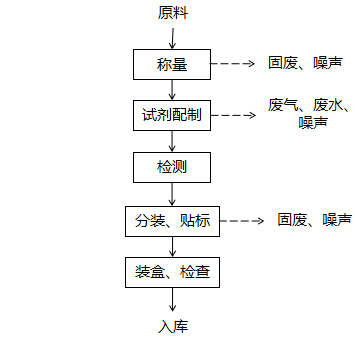 原料
称量
固废、噪声
试剂配制
废气、废水、
噪声
检测
分装、贴标
固废、噪声
装盒、检查
入库